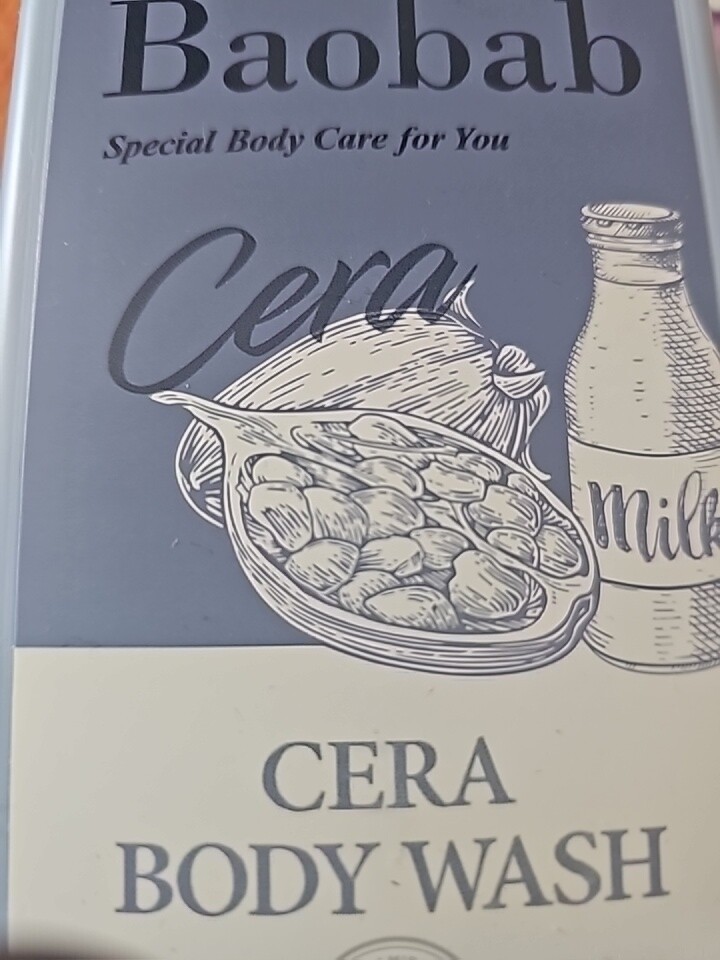 Baobab
Special Body Care for You
Cera
Milk
CERA
BODY WASH